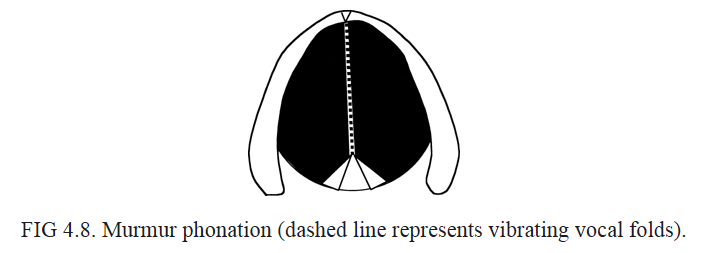 FIG 4.8. Murmur phonation (dashed line represents vibrating vocal folds).